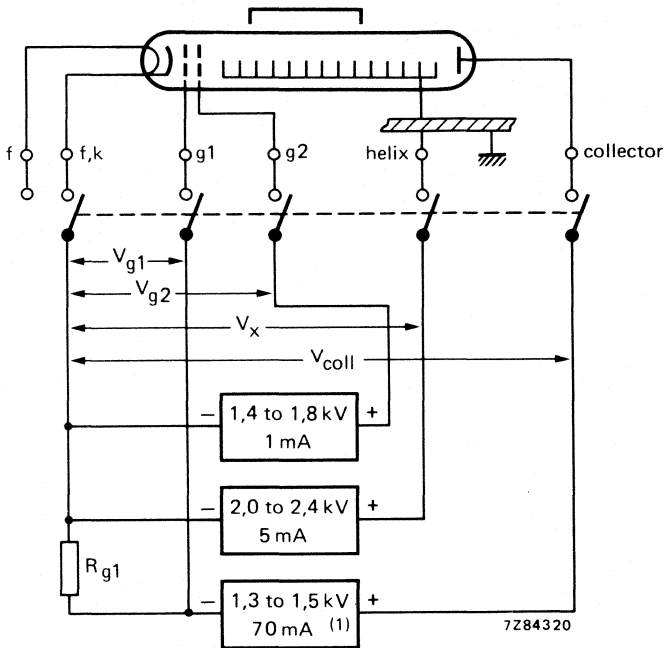 f f,k g1 g2 helix collector
Vg1
Vg2
Vx
Vcoll
− 1,4 to 1,8 kV +
1 mA
− 2,0 to 2,4 kV +
5 mA
Rg1
− 1,3 to 1,5 kV +
70 mA (1)
7Z84320